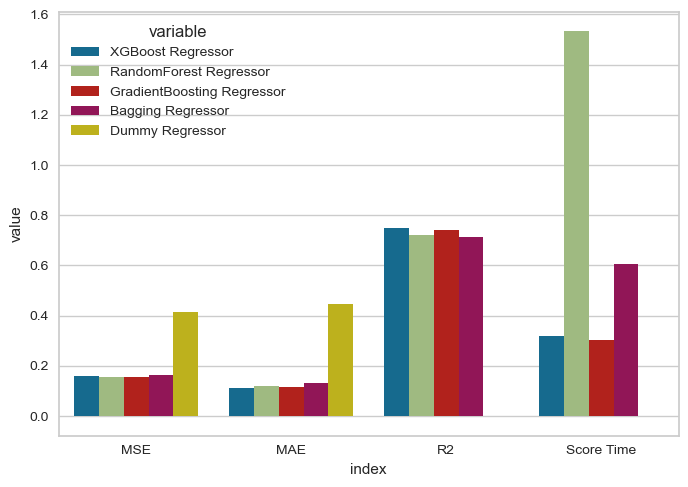 variable
XGBoost Regressor
RandomForest Regressor
GradientBoosting Regressor
Bagging Regressor
Dummy Regressor
1.6
1.4
1.2
1.0
0.8
0.6
0.4
0.2
0.0
value
MSE
MAE
R2
Score Time
index